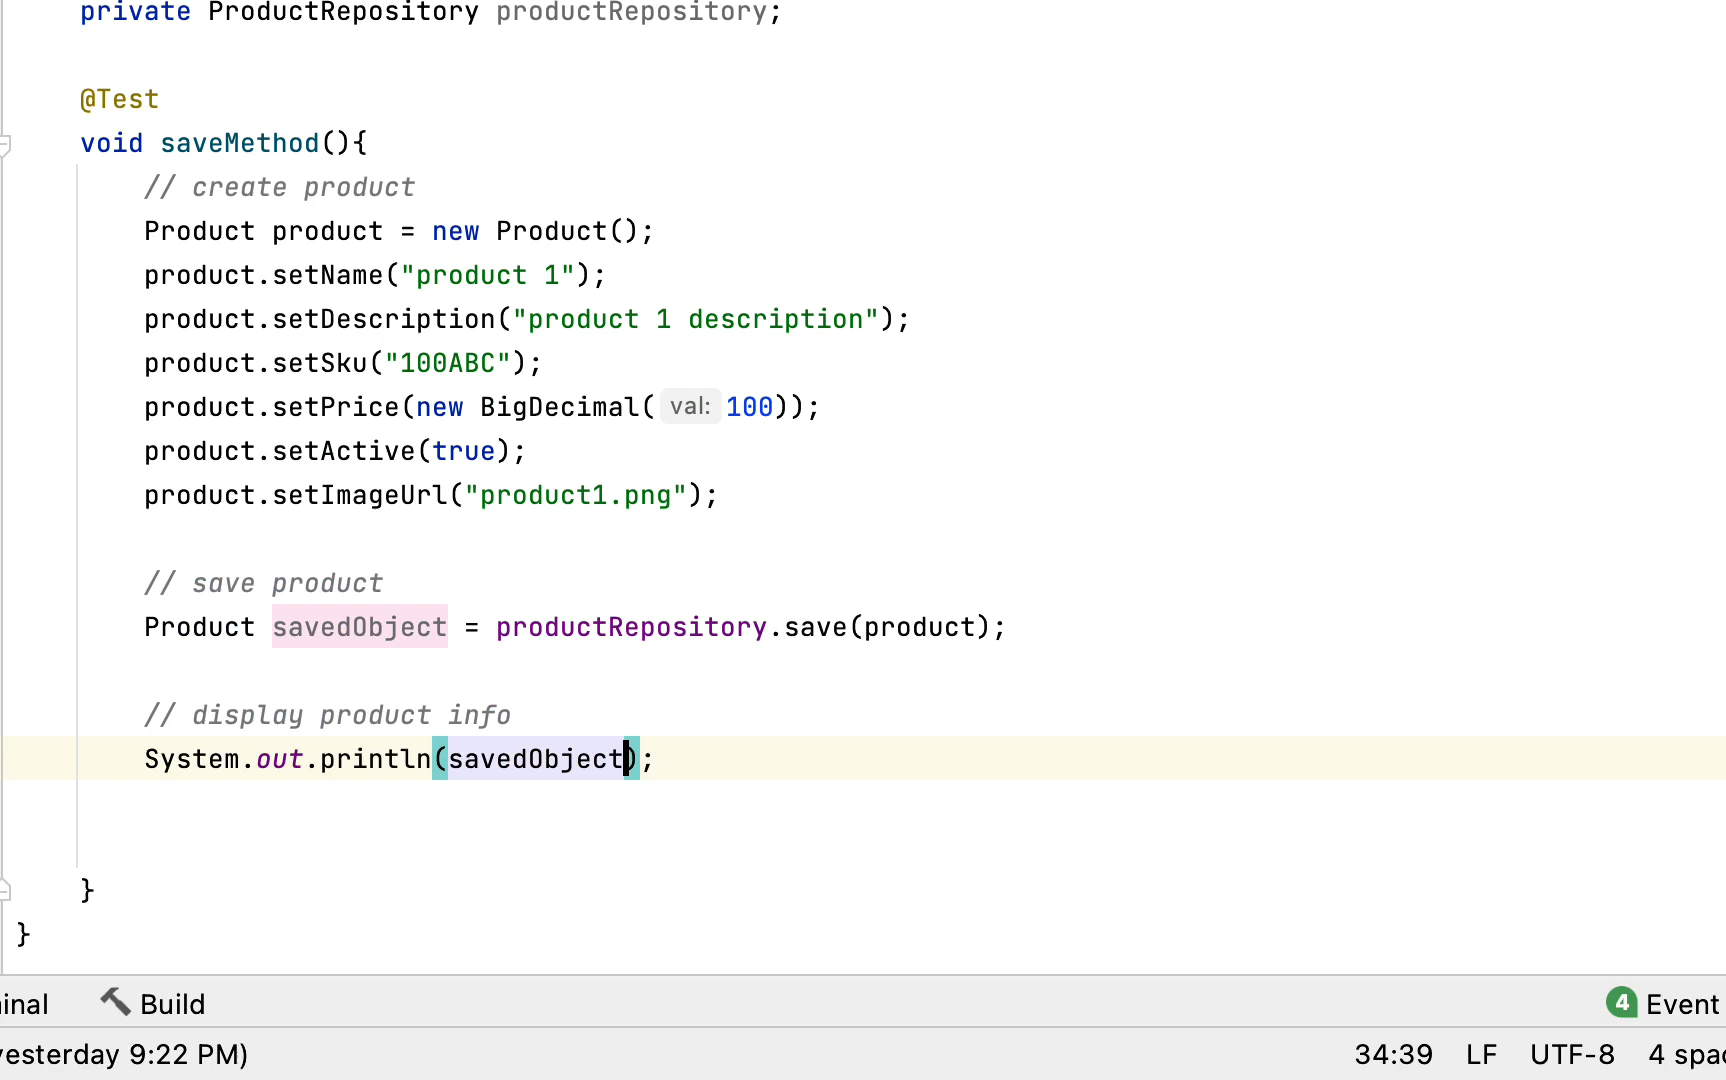 private ProductRepository productRepository;
@Test
void saveMethod(){
// create product
Product product = new Product();
product.setName("product 1");
product.setDescription("product 1 description");
product.setSku("100ABC");
product.setPrice(new BigDecimal( val: 100));
product.setActive(true);
product.setImageUrl("product1.png");
// save product
Product savedObject = productRepository.save(product);
// display product info
System.out.println(savedObject);
}
}
inal Build 4 Event
yesterday 9:22 PM) 34:39 LF UTF-8 4 spac